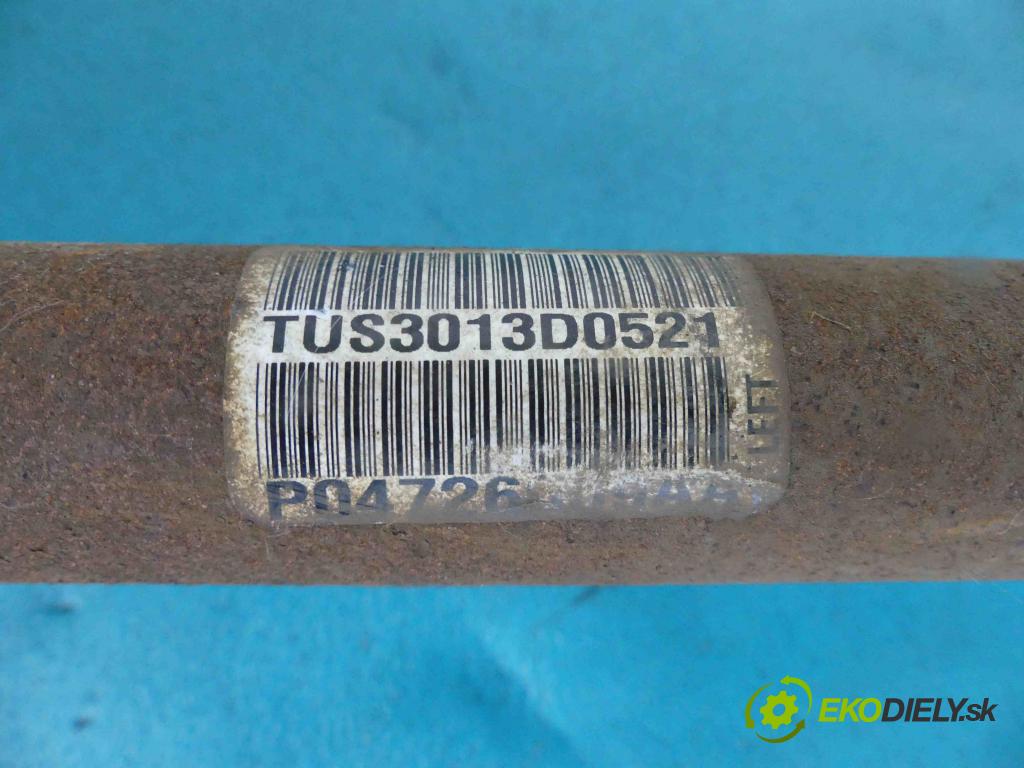 TUS3013D0521
LEFT
EKODIELY.sk